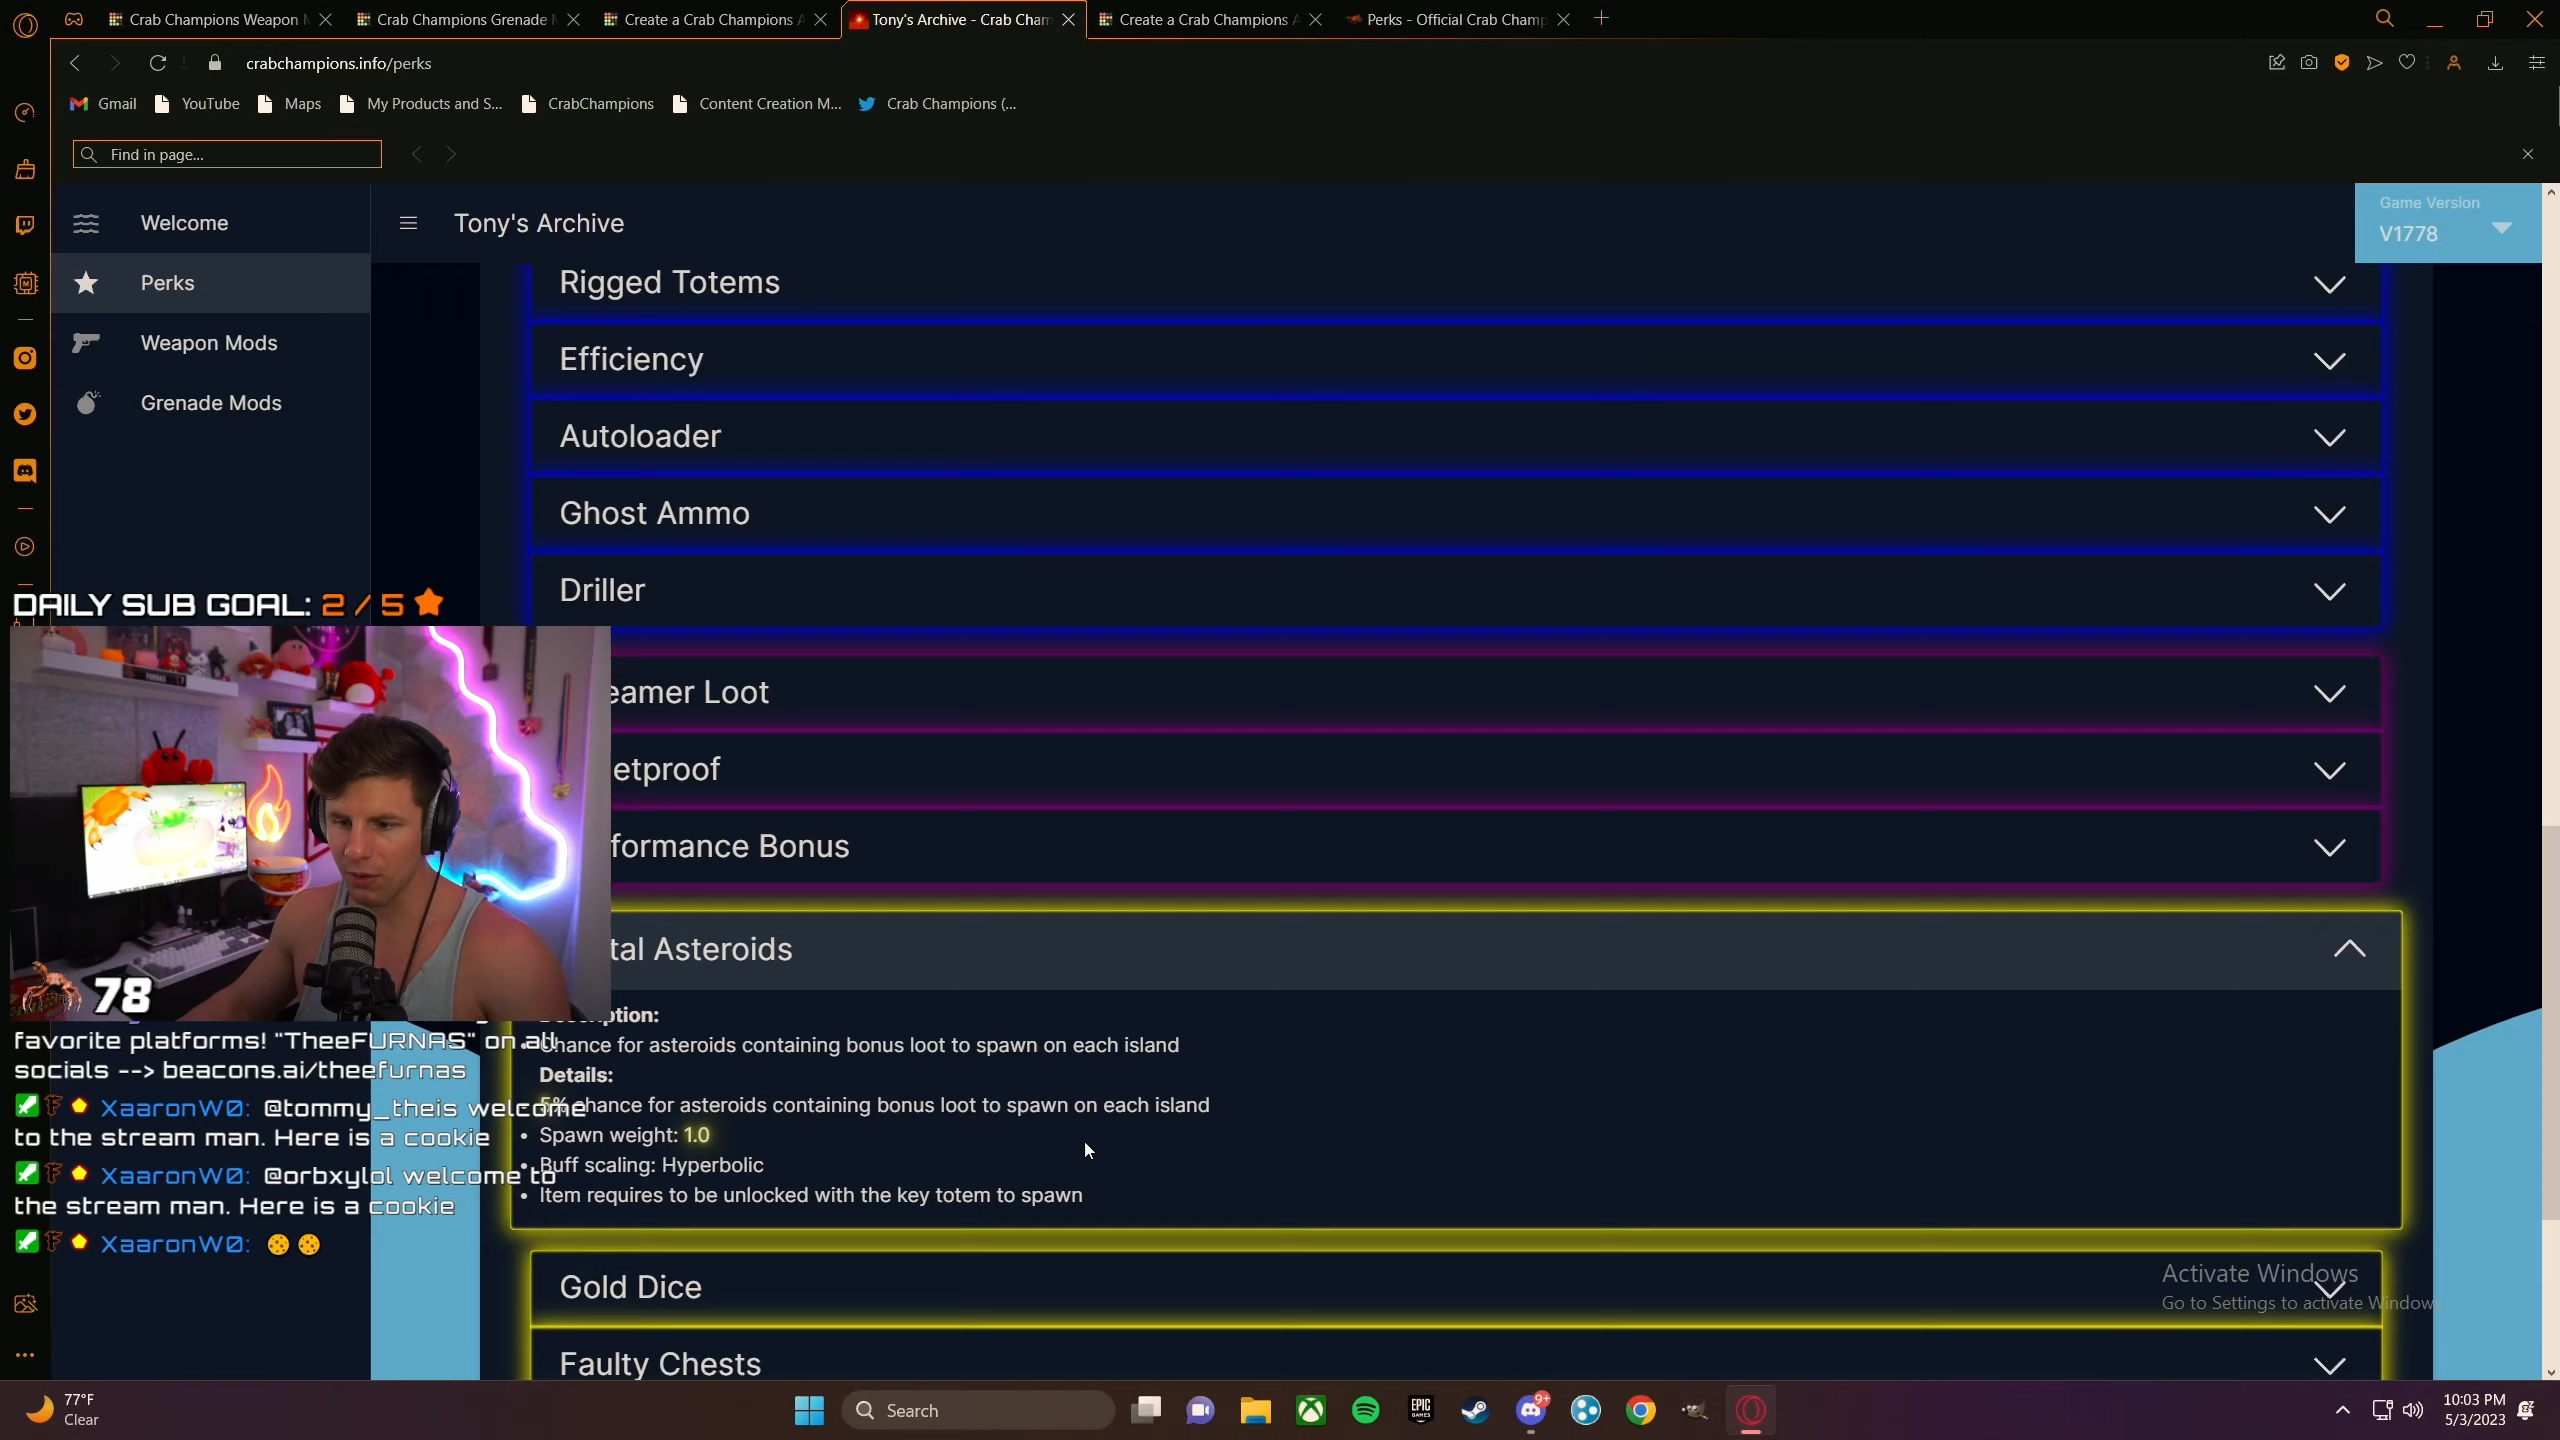 Crab Champions Weapon
Crab Champions Grenade
Create a Crab Champions
Tony's Archive - Crab Cham
Create a Crab Champions
Perks - Official Crab Champ
crabchampions.info/perks
Gmail
YouTube
Maps
My Products and S...
CrabChampions
Content Creation M...
Crab Champions (...
Find in page...
Welcome
Perks
Weapon Mods
Grenade Mods
Tony's Archive
Game Version
V1778
Rigged Totems
Efficiency
Autoloader
Ghost Ammo
Driller
eamer Loot
etproof
formance Bonus
tal Asteroids
ption:
Chance for asteroids containing bonus loot to spawn on each island
Details:
5% chance for asteroids containing bonus loot to spawn on each island
• Spawn weight: 1.0
• Buff scaling: Hyperbolic
• Item requires to be unlocked with the key totem to spawn
Gold Dice
Faulty Chests
DAILY SUB GOAL: 2 / 5
78
favorite platforms! "TheeFURNAS" on all
socials --> beacons.ai/theefurnas
XaaronW0: @tommy_theis welcome
to the stream man. Here is a cookie
XaaronW0: @orbxylol welcome to
the stream man. Here is a cookie
XaaronW0: 🍪 🍪
Activate Windows
Go to Settings to activate Windows
77°F
Clear
Search
EPIC
GAMES
9+
10:03 PM
5/3/2023